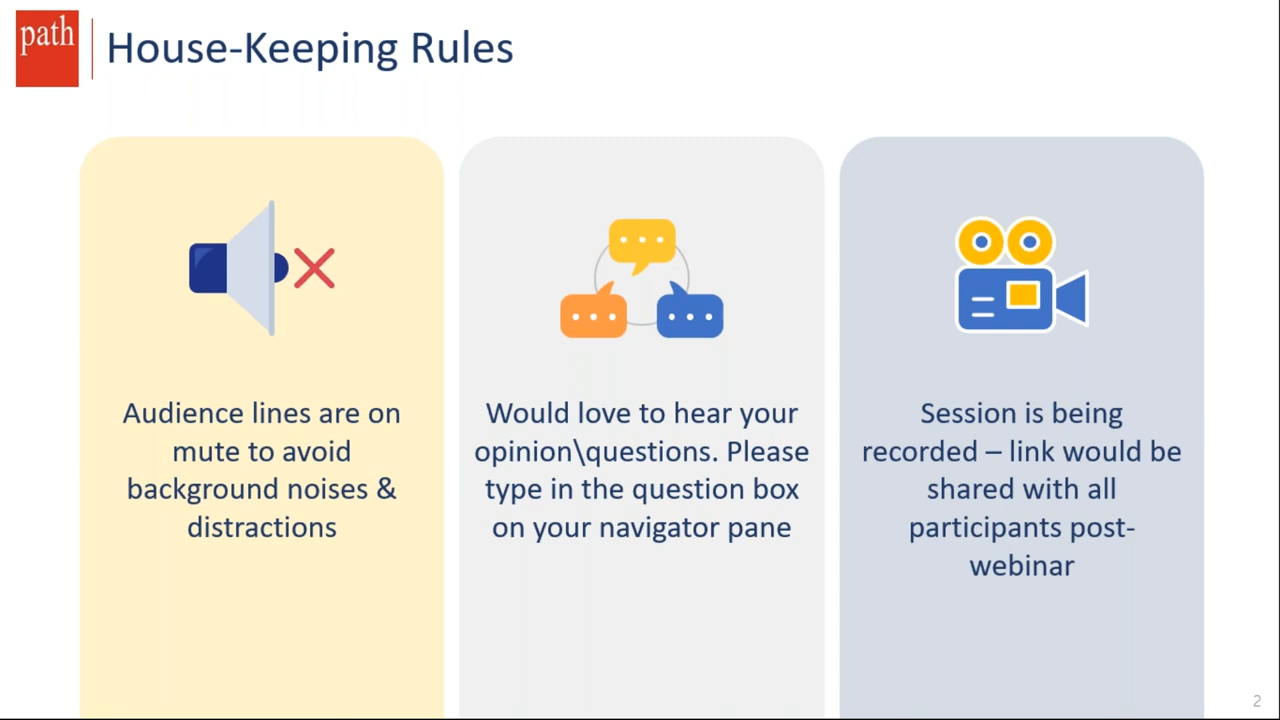 path
House-Keeping Rules
Audience lines are on
mute to avoid
background noises &
distractions
Would love to hear your
opinion\questions. Please
type in the question box
on your navigator pane
Session is being
recorded – link would be
shared with all
participants post-
webinar
2